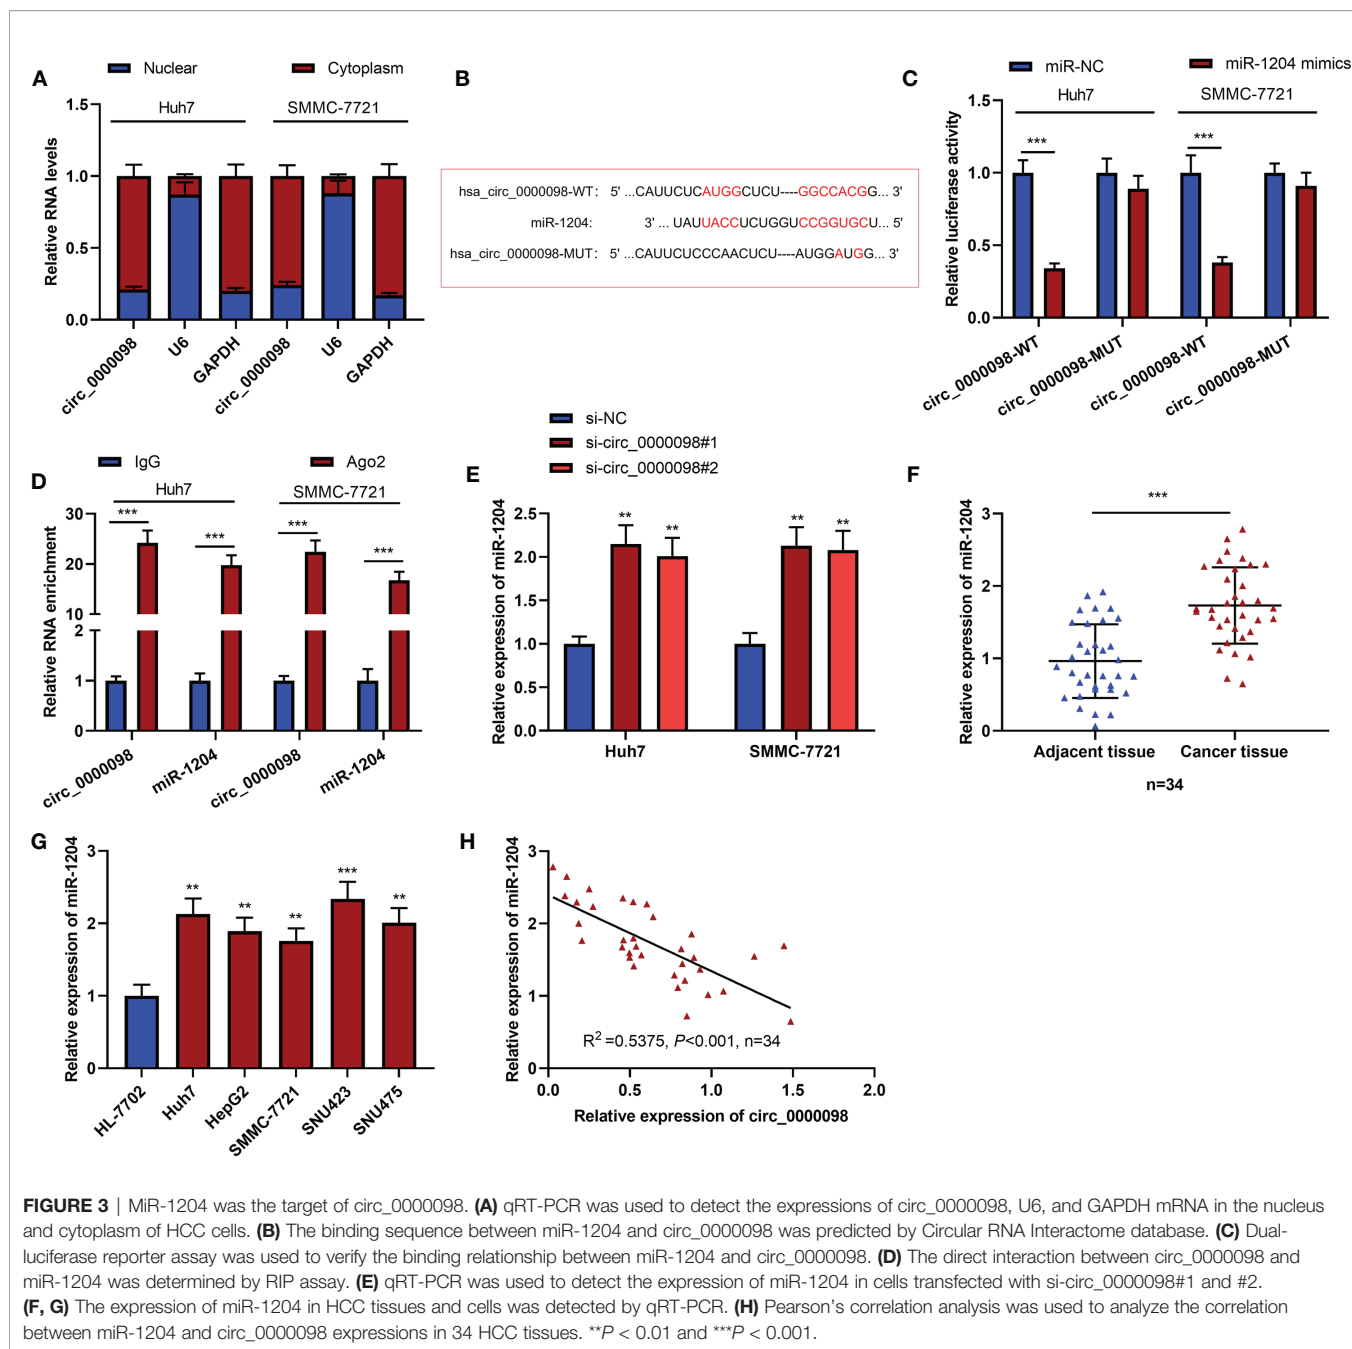 A
Nuclear
Cytoplasm
Huh7
SMMC-7721
Relative RNA levels
1.5
1.0
0.5
0.0
circ_0000098
U6
GAPDH
circ_0000098
U6
GAPDH
B
hsa_circ_0000098-WT: 5' ...CAUUCUCAUGGCUCU----GGCCACGG... 3'
miR-1204: 3' ... UAUUACCUCUGGUCCGGUGCU... 5'
hsa_circ_0000098-MUT: 5' ...CAUUCUCCCAACUCU----AUGGAUGG... 3'
C
miR-NC
miR-1204 mimics
Huh7
SMMC-7721
Relative luciferase activity
1.5
1.0
0.5
0.0
***
***
circ_0000098-WT
circ_0000098-MUT
circ_0000098-WT
circ_0000098-MUT
D
IgG
Ago2
Huh7
SMMC-7721
Relative RNA enrichment
30
20
10
2
1
0
***
***
***
***
circ_0000098
miR-1204
circ_0000098
miR-1204
E
si-NC
si-circ_0000098#1
si-circ_0000098#2
Relative expression of miR-1204
2.5
2.0
1.5
1.0
0.5
0.0
**
**
**
**
Huh7
SMMC-7721
F
Relative expression of miR-1204
3
2
1
0
***
Adjacent tissue
Cancer tissue
n=34
G
Relative expression of miR-1204
3
2
1
0
**
**
**
***
**
HL-7702
Huh7
HepG2
SMMC-7721
SNU423
SNU475
H
Relative expression of miR-1204
3
2
1
0
R2 =0.5375, P<0.001, n=34
0.0
0.5
1.0
1.5
2.0
Relative expression of circ_0000098
FIGURE 3 | MiR-1204 was the target of circ_0000098. (A) qRT-PCR was used to detect the expressions of circ_0000098, U6, and GAPDH mRNA in the nucleus
and cytoplasm of HCC cells. (B) The binding sequence between miR-1204 and circ_0000098 was predicted by Circular RNA Interactome database. (C) Dual-
luciferase reporter assay was used to verify the binding relationship between miR-1204 and circ_0000098. (D) The direct interaction between circ_0000098 and
miR-1204 was determined by RIP assay. (E) qRT-PCR was used to detect the expression of miR-1204 in cells transfected with si-circ_0000098#1 and #2.
(F, G) The expression of miR-1204 in HCC tissues and cells was detected by qRT-PCR. (H) Pearson's correlation analysis was used to analyze the correlation
between miR-1204 and circ_0000098 expressions in 34 HCC tissues. **P < 0.01 and ***P < 0.001.